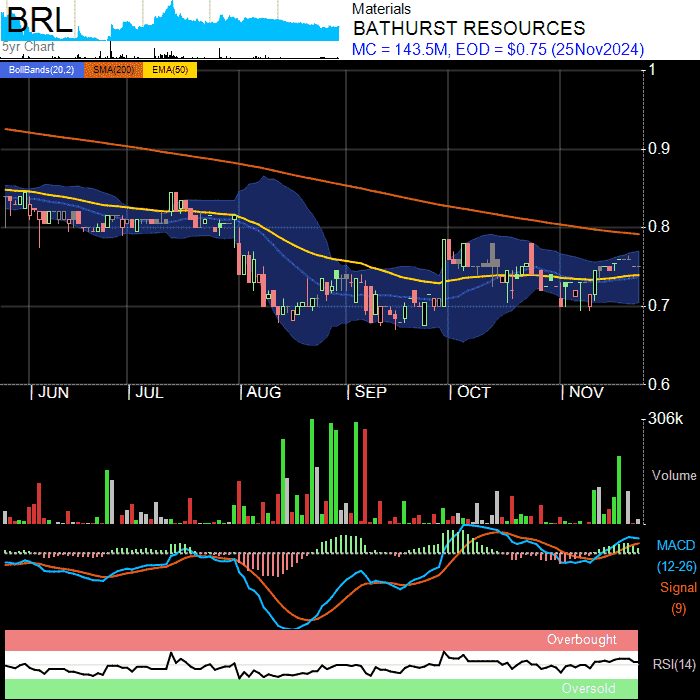 BRL
5yr Chart
Materials
BATHURST RESOURCES
MC = 143.5M, EOD = $0.75 (25Nov2024)
BollBands(20,2) SMA(200) EMA(50)
1
0.9
0.8
0.7
0.6
| JUN | JUL | AUG | SEP | OCT | NOV
306k
Volume
MACD
(12-26)
Signal
(9)
Overbought
RSI(14)
Oversold